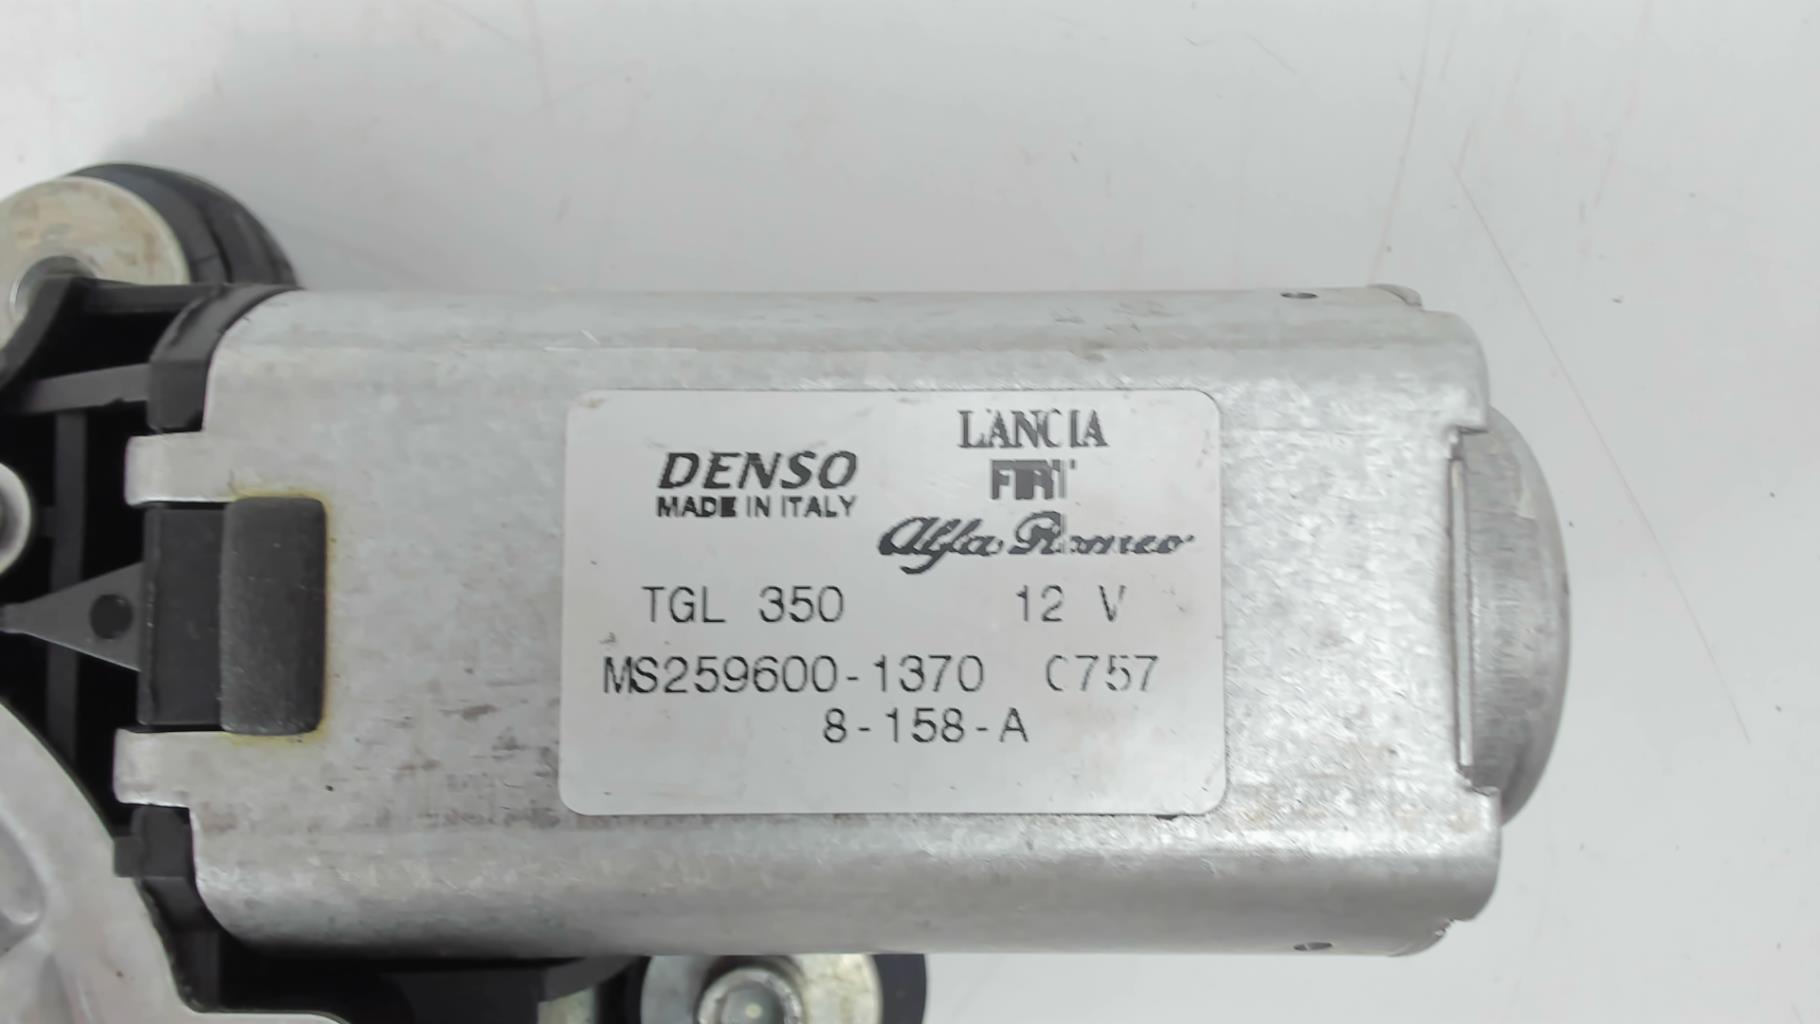 DENSO
MADE IN ITALY
LANCIA
FIAT
Alfa Romeo
TGL 350 12 V
MS259600-1370 C757
8-158-A